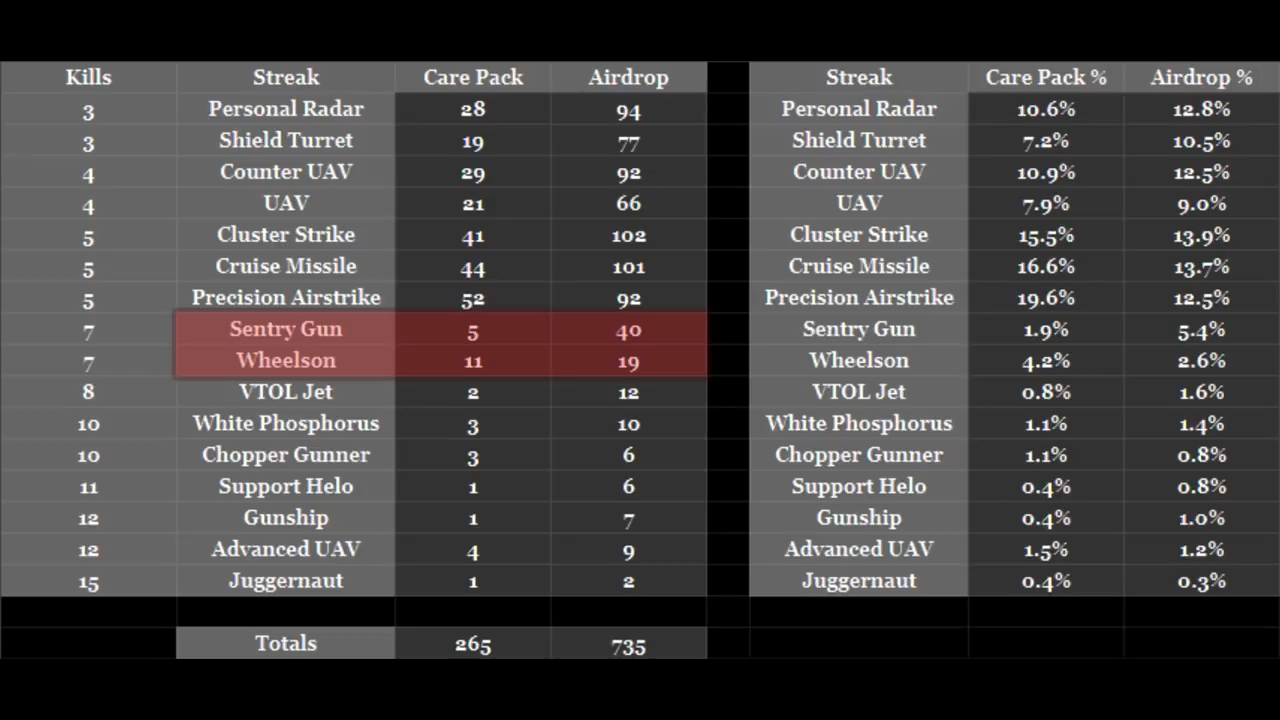 Kills Streak Care Pack Airdrop Streak Care Pack % Airdrop %
3 Personal Radar 28 94 Personal Radar 10.6% 12.8%
3 Shield Turret 19 77 Shield Turret 7.2% 10.5%
4 Counter UAV 29 92 Counter UAV 10.9% 12.5%
4 UAV 21 66 UAV 7.9% 9.0%
5 Cluster Strike 41 102 Cluster Strike 15.5% 13.9%
5 Cruise Missile 44 101 Cruise Missile 16.6% 13.7%
5 Precision Airstrike 52 92 Precision Airstrike 19.6% 12.5%
7 Sentry Gun 5 40 Sentry Gun 1.9% 5.4%
7 Wheelson 11 19 Wheelson 4.2% 2.6%
8 VTOL Jet 2 12 VTOL Jet 0.8% 1.6%
10 White Phosphorus 3 10 White Phosphorus 1.1% 1.4%
10 Chopper Gunner 3 6 Chopper Gunner 1.1% 0.8%
11 Support Helo 1 6 Support Helo 0.4% 0.8%
12 Gunship 1 7 Gunship 0.4% 1.0%
12 Advanced UAV 4 9 Advanced UAV 1.5% 1.2%
15 Juggernaut 1 2 Juggernaut 0.4% 0.3%
Totals 265 735